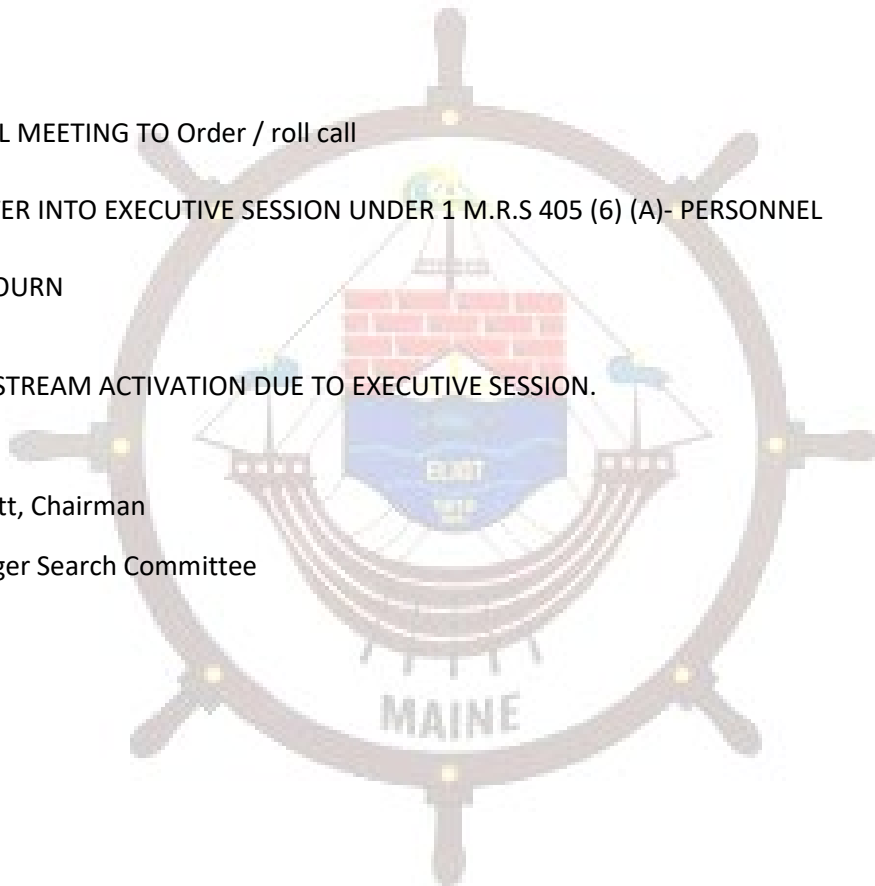 L MEETING TO Order / roll call
ER INTO EXECUTIVE SESSION UNDER 1 M.R.S 405 (6) (A)- PERSONNEL
OURN
STREAM ACTIVATION DUE TO EXECUTIVE SESSION.
ELIOT
1810
tt, Chairman
ger Search Committee
MAINE